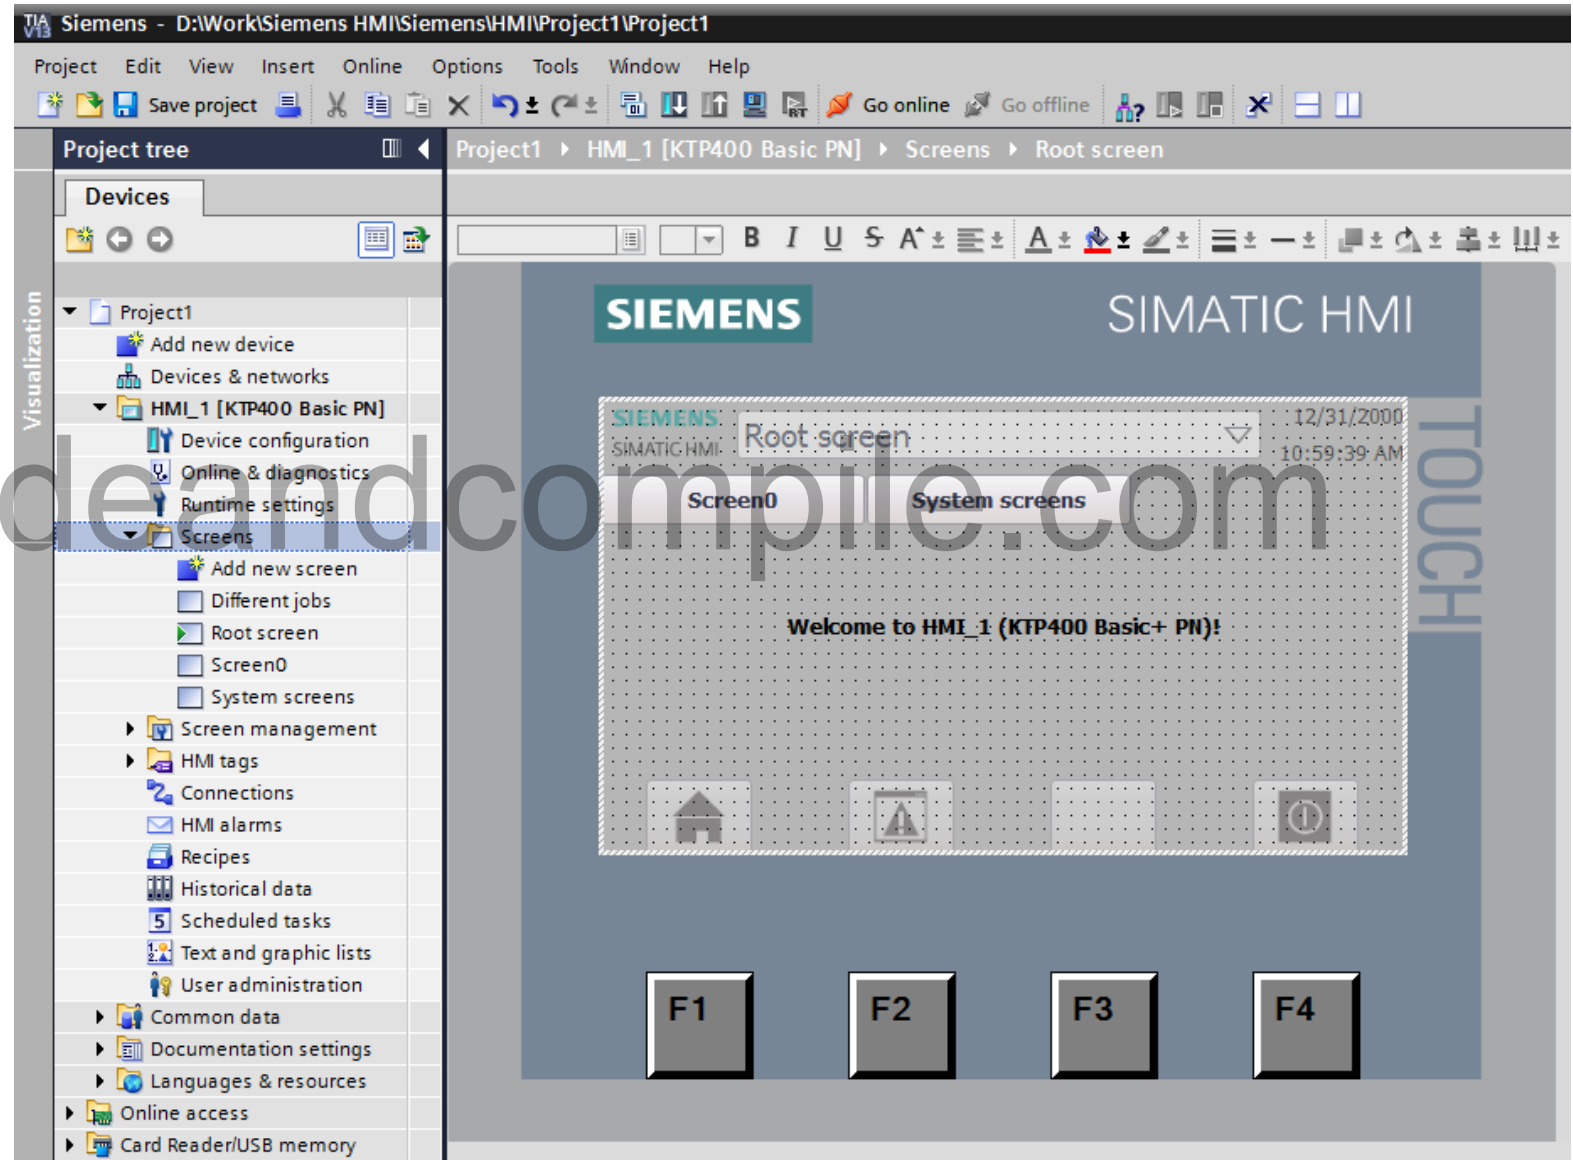 TIA V13 Siemens - D:\Work\Siemens HMI\Siemens\HMI\Project1\Project1
Project Edit View Insert Online Options Tools Window Help
Save project Go online Go offline
Project tree
Project1 HMI_1 [KTP400 Basic PN] Screens Root screen
Devices
B I U S A A
Visualization
Project1
Add new device
Devices & networks
HMI_1 [KTP400 Basic PN]
Device configuration
Online & diagnostics
Runtime settings
Screens
Add new screen
Different jobs
Root screen
Screen0
System screens
Screen management
HMI tags
Connections
HMI alarms
Recipes
Historical data
Scheduled tasks
Text and graphic lists
User administration
Common data
Documentation settings
Languages & resources
Online access
Card Reader/USB memory
SIEMENS SIMATIC HMI
SIEMENS
SIMATIC HMI
Root screen
12/31/2000
10:59:39 AM
Screen0 System screens
Welcome to HMI_1 (KTP400 Basic+ PN)!
TOUCH
F1 F2 F3 F4
deandcompile.com